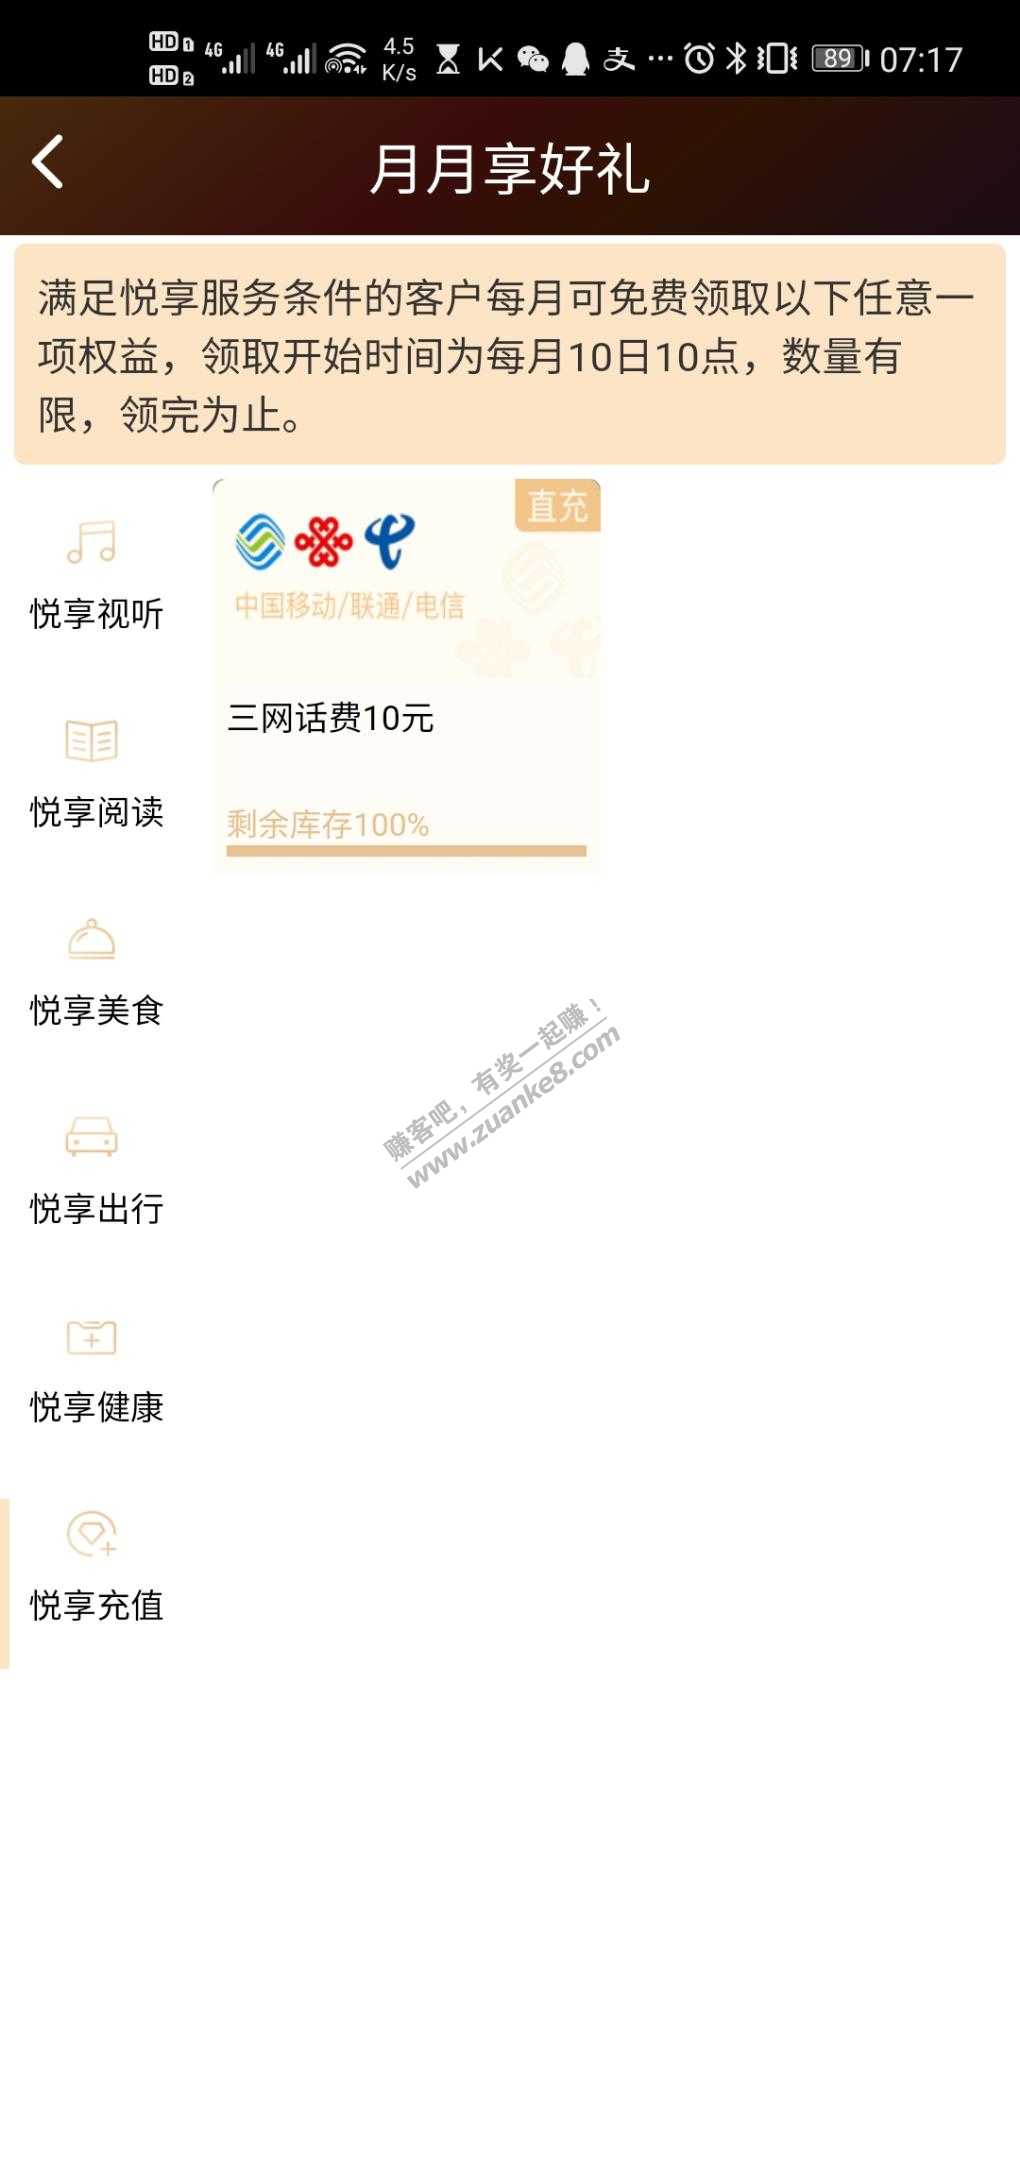 HD 1 4G 4G 4.5 支 ··· 89 07:17
HD 2 K/s
月月享好礼
满足悦享服务条件的客户每月可免费领取以下任意一
项权益，领取开始时间为每月10日10点，数量有
限，领完为止。
直充
中国移动/联通/电信
三网话费10元
剩余库存100%
悦享视听
悦享阅读
悦享美食
悦享出行
悦享健康
悦享充值
赚客吧，有奖一起赚！
www.zuanke8.com